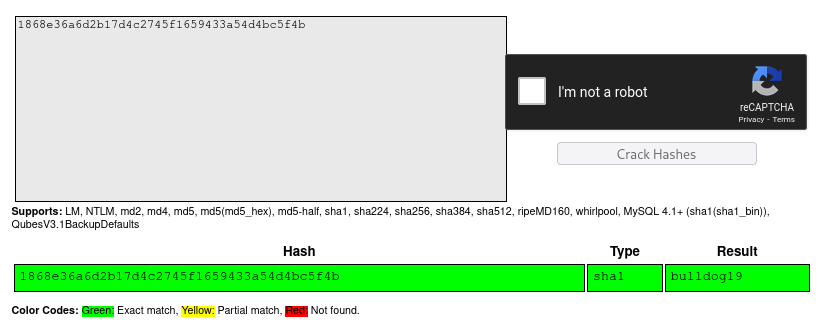 1868e36a6d2b17d4c2745f1659433a54d4bc5f4b
I'm not a robot
reCAPTCHA
Privacy - Terms
Crack Hashes
Supports: LM, NTLM, md2, md4, md5, md5(md5_hex), md5-half, sha1, sha224, sha256, sha384, sha512, ripeMD160, whirlpool, MySQL 4.1+ (sha1(sha1_bin)),
QubesV3.1BackupDefaults
Hash Type Result
1868e36a6d2b17d4c2745f1659433a54d4bc5f4b sha1 bulldog19
Color Codes: Green: Exact match, Yellow: Partial match, Red: Not found.